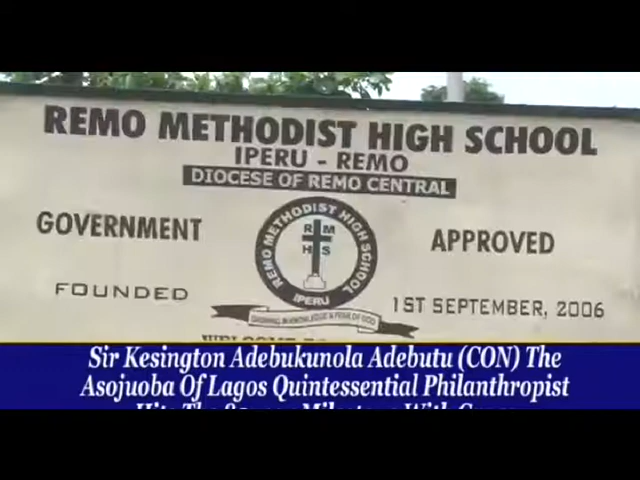 REMO METHODIST HIGH SCHOOL
IPERU - REMO
DIOCESE OF REMO CENTRAL
GOVERNMENT
APPROVED
REMO METHODIST HIGH SCHOOL
R M
H S
IPERU
FOUNDED
1ST SEPTEMBER, 2006
Sir Kesington Adebukunola Adebutu (CON) The
Asojuoba Of Lagos Quintessential Philanthropist